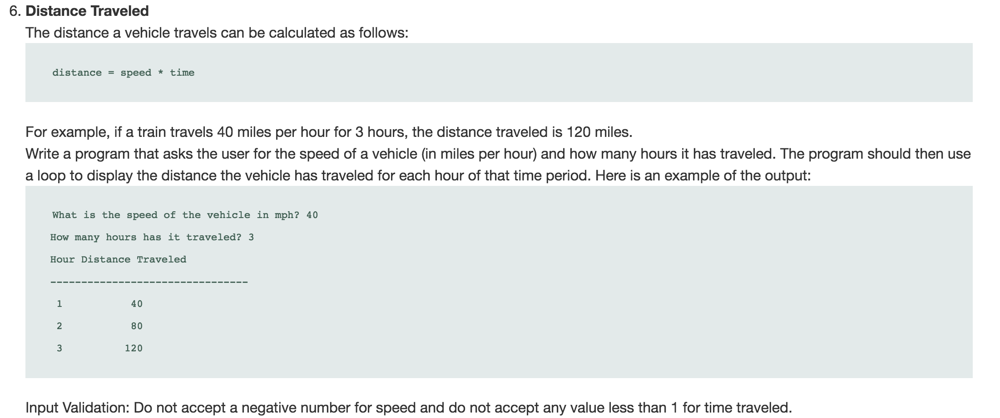 6. Distance Traveled
The distance a vehicle travels can be calculated as follows:
distance = speed * time
For example, if a train travels 40 miles per hour for 3 hours, the distance traveled is 120 miles.
Write a program that asks the user for the speed of a vehicle (in miles per hour) and how many hours it has traveled. The program should then use
a loop to display the distance the vehicle has traveled for each hour of that time period. Here is an example of the output:
What is the speed of the vehicle in mph? 40
How many hours has it traveled? 3
Hour Distance Traveled
--------------------------------
1 40
2 80
3 120
Input Validation: Do not accept a negative number for speed and do not accept any value less than 1 for time traveled.